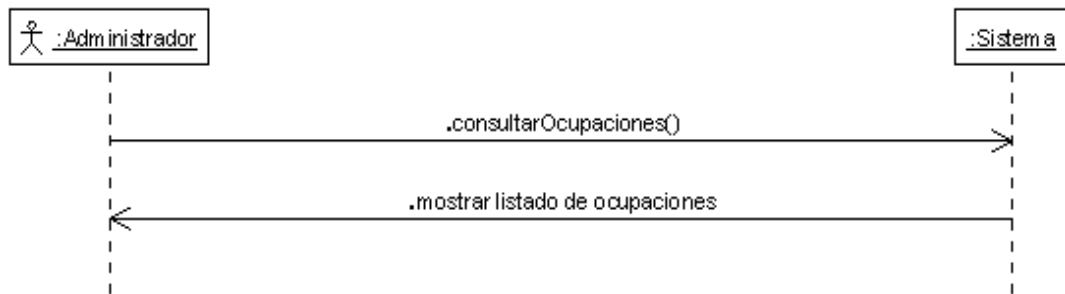 :Administrador
:Sistema
.consultarOcupaciones()
.mostrar listado de ocupaciones